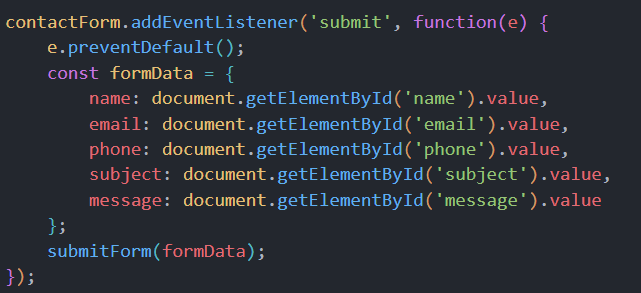 contactForm.addEventListener('submit', function(e) {
    e.preventDefault();
    const formData = {
        name: document.getElementById('name').value,
        email: document.getElementById('email').value,
        phone: document.getElementById('phone').value,
        subject: document.getElementById('subject').value,
        message: document.getElementById('message').value
    };
    submitForm(formData);
});